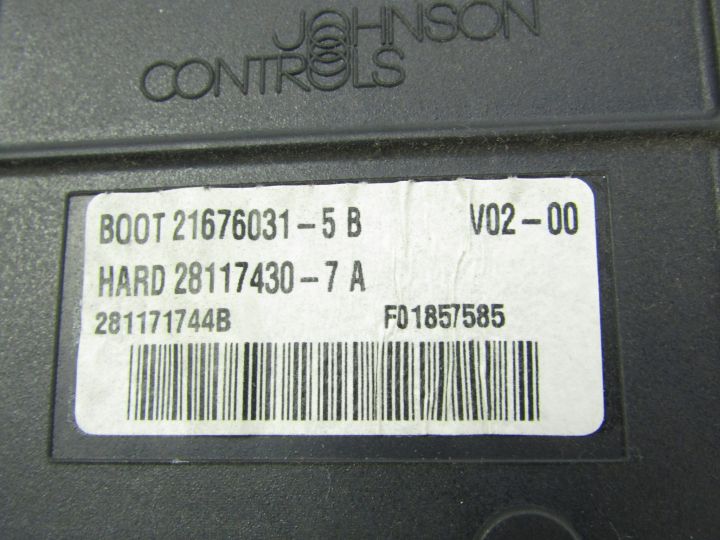 JOHNSON
CONTROLS
BOOT 21676031-5 B V02-00
HARD 28117430-7 A
281171744B F01857585